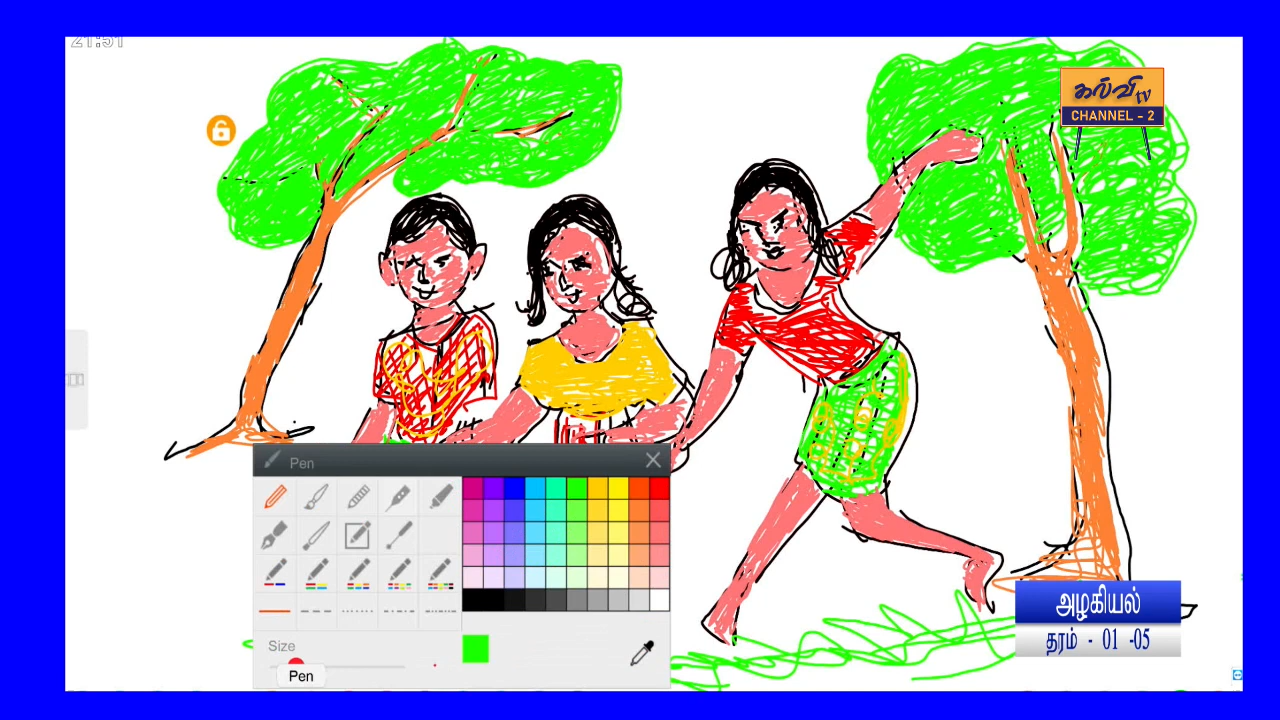 21:51
கல்வி tv
CHANNEL - 2
Pen
Size
Pen
அழகியல்
தரம் - 01 -05